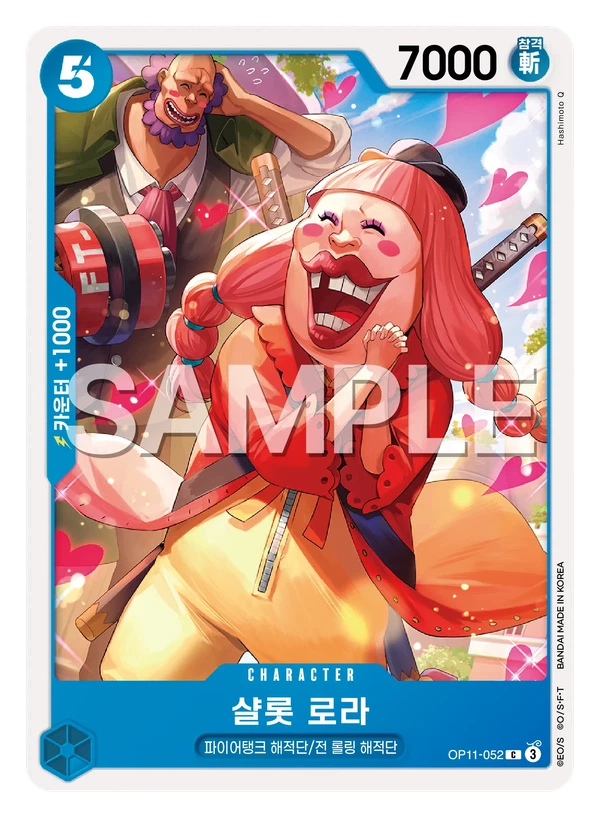 5
7000
참격
斬
Hashimoto Q
FT-
카운터 +1000
SAMPLE
CHARACTER
샬롯 로라
파이어탱크 해적단/전 롤링 해적단
OP11-052 C 3
©EO/S ©O/S·F·T BANDAI MADE IN KOREA